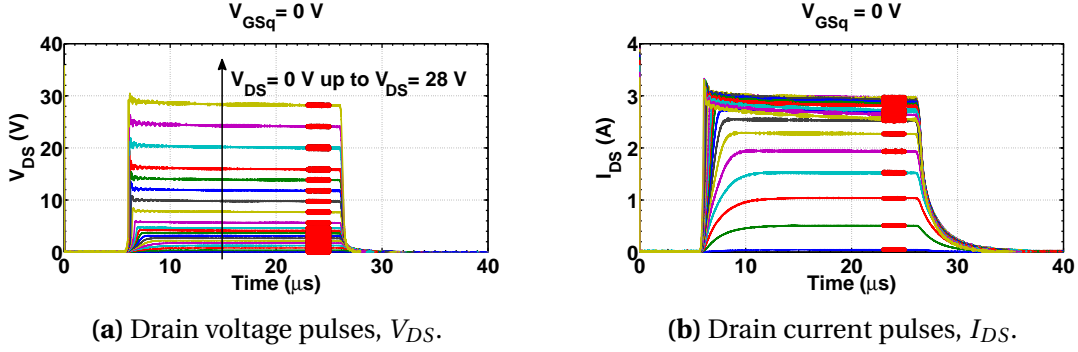 V_GSq = 0 V
40
30
20
10
0
V_DS (V)
V_DS= 0 V up to V_DS= 28 V
0 10 20 30 40
Time (μs)
(a) Drain voltage pulses, V_DS.
V_GSq = 0 V
4
3
2
1
0
I_DS (A)
0 10 20 30 40
Time (μs)
(b) Drain current pulses, I_DS.